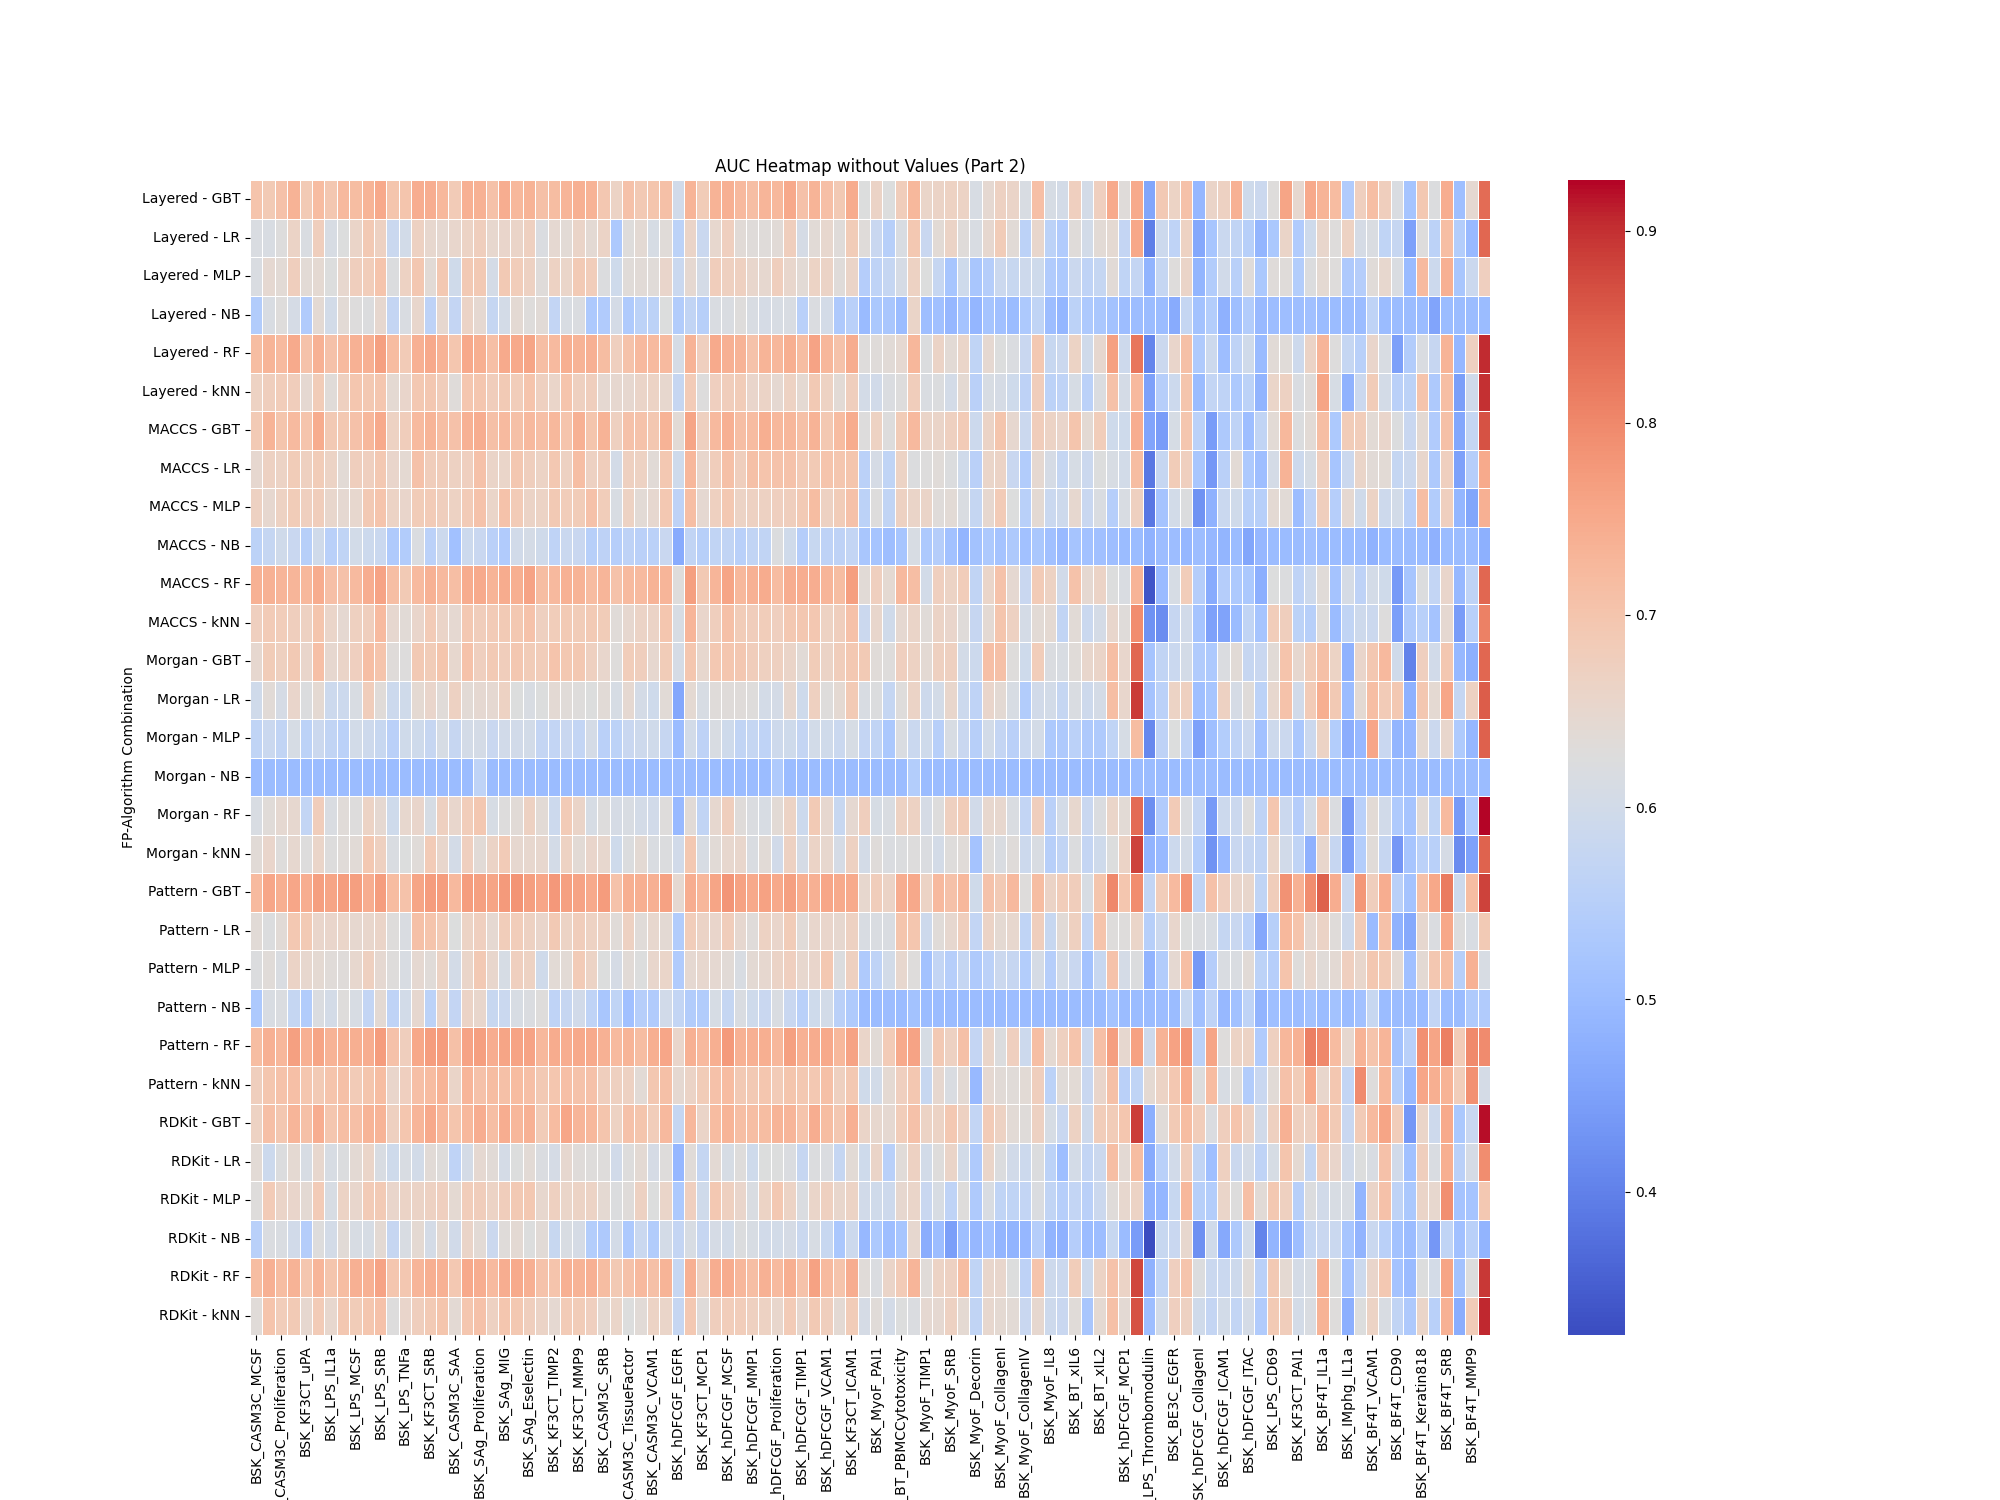 AUC Heatmap without Values (Part 2)
FP-Algorithm Combination
Layered - GBT
Layered - LR
Layered - MLP
Layered - NB
Layered - RF
Layered - kNN
MACCS - GBT
MACCS - LR
MACCS - MLP
MACCS - NB
MACCS - RF
MACCS - kNN
Morgan - GBT
Morgan - LR
Morgan - MLP
Morgan - NB
Morgan - RF
Morgan - kNN
Pattern - GBT
Pattern - LR
Pattern - MLP
Pattern - NB
Pattern - RF
Pattern - kNN
RDKit - GBT
RDKit - LR
RDKit - MLP
RDKit - NB
RDKit - RF
RDKit - kNN
BSK_CASM3C_MCSF
_CASM3C_Proliferation
BSK_KF3CT_uPA
BSK_LPS_IL1a
BSK_LPS_MCSF
BSK_LPS_SRB
BSK_LPS_TNFa
BSK_KF3CT_SRB
BSK_CASM3C_SAA
BSK_SAg_Proliferation
BSK_SAg_MIG
BSK_SAg_Eselectin
BSK_KF3CT_TIMP2
BSK_KF3CT_MMP9
BSK_CASM3C_SRB
CASM3C_TissueFactor
BSK_CASM3C_VCAM1
BSK_hDFCGF_EGFR
BSK_KF3CT_MCP1
BSK_hDFCGF_MCSF
BSK_hDFCGF_MMP1
_hDFCGF_Proliferation
BSK_hDFCGF_TIMP1
BSK_hDFCGF_VCAM1
BSK_KF3CT_ICAM1
BSK_MyoF_PAI1
_BT_PBMCCytotoxicity
BSK_MyoF_TIMP1
BSK_MyoF_SRB
BSK_MyoF_Decorin
BSK_MyoF_CollagenI
BSK_MyoF_CollagenIV
BSK_MyoF_IL8
BSK_BT_xIL6
BSK_BT_xIL2
BSK_hDFCGF_MCP1
_LPS_Thrombomodulin
BSK_BE3C_EGFR
SK_hDFCGF_CollagenI
BSK_hDFCGF_ICAM1
BSK_hDFCGF_ITAC
BSK_LPS_CD69
BSK_KF3CT_PAI1
BSK_BF4T_IL1a
BSK_IMphg_IL1a
BSK_BF4T_VCAM1
BSK_BF4T_CD90
BSK_BF4T_Keratin818
BSK_BF4T_SRB
BSK_BF4T_MMP9
0.9
0.8
0.7
0.6
0.5
0.4